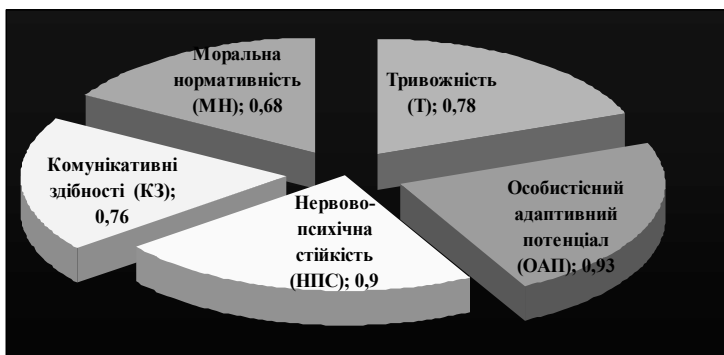 Моральна
нормативність
(МН); 0,68
Тривожність
(Т); 0,78
Комунікативні
здібності (КЗ);
0,76
Особистісний
адаптивний
потенціал
(ОАП); 0,93
Нервово-
психічна
стійкість
(НПС); 0,9